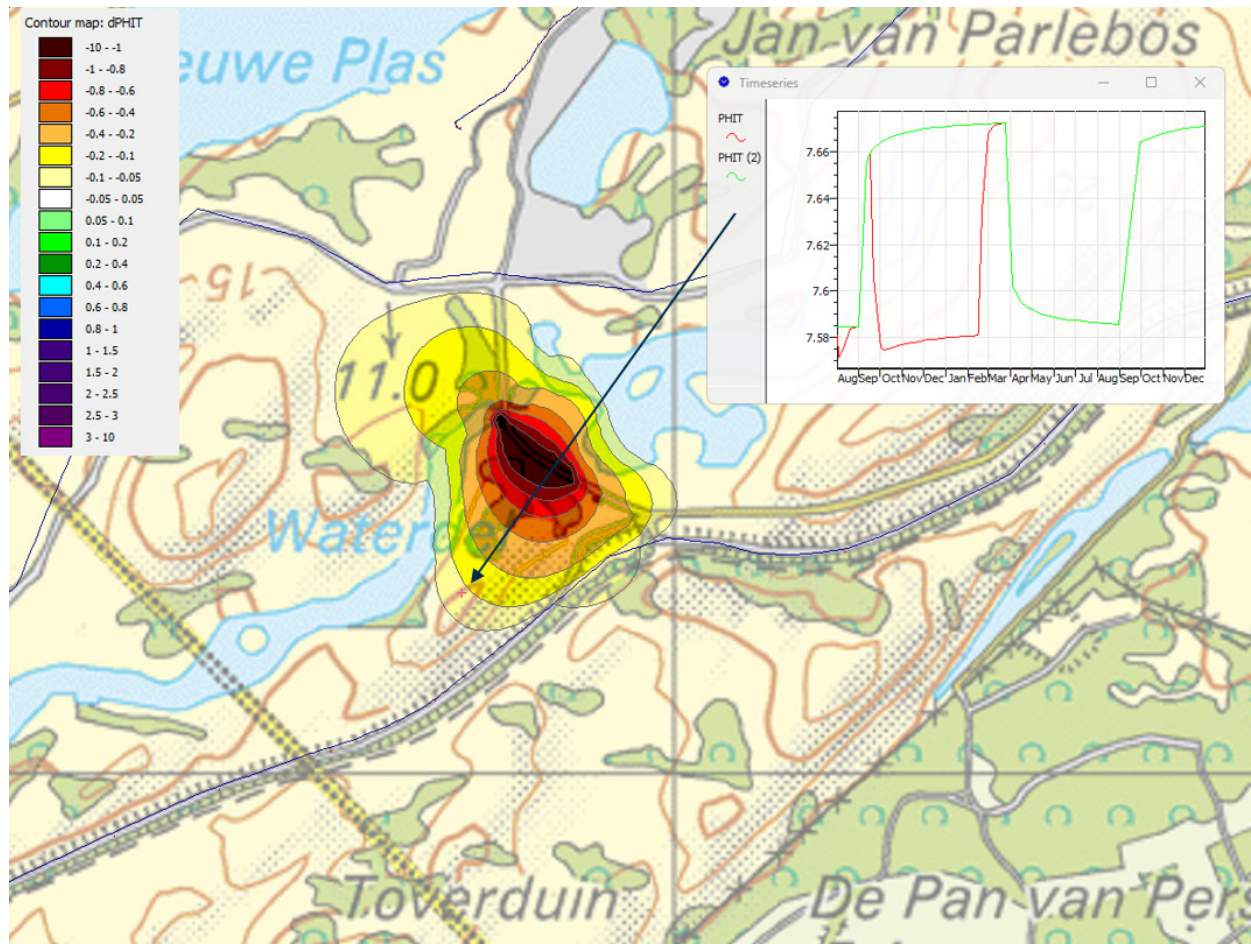 Contour map: dPHIT
-10 - -1
-1 - -0.8
-0.8 - -0.6
-0.6 - -0.4
-0.4 - -0.2
-0.2 - -0.1
-0.1 - -0.05
-0.05 - 0.05
0.05 - 0.1
0.1 - 0.2
0.2 - 0.4
0.4 - 0.6
0.6 - 0.8
0.8 - 1
1 - 1.5
1.5 - 2
2 - 2.5
2.5 - 3
3 - 10
euwe Plas
Jan van Parlebos
Timeseries
PHIT
PHIT (2)
7.66
7.64
7.62
7.6
7.58
Aug Sep Oct Nov Dec Jan Feb Mar Apr May Jun Jul Aug Sep Oct Nov Dec
15
11.0
Toverduin
De Pan van Pers